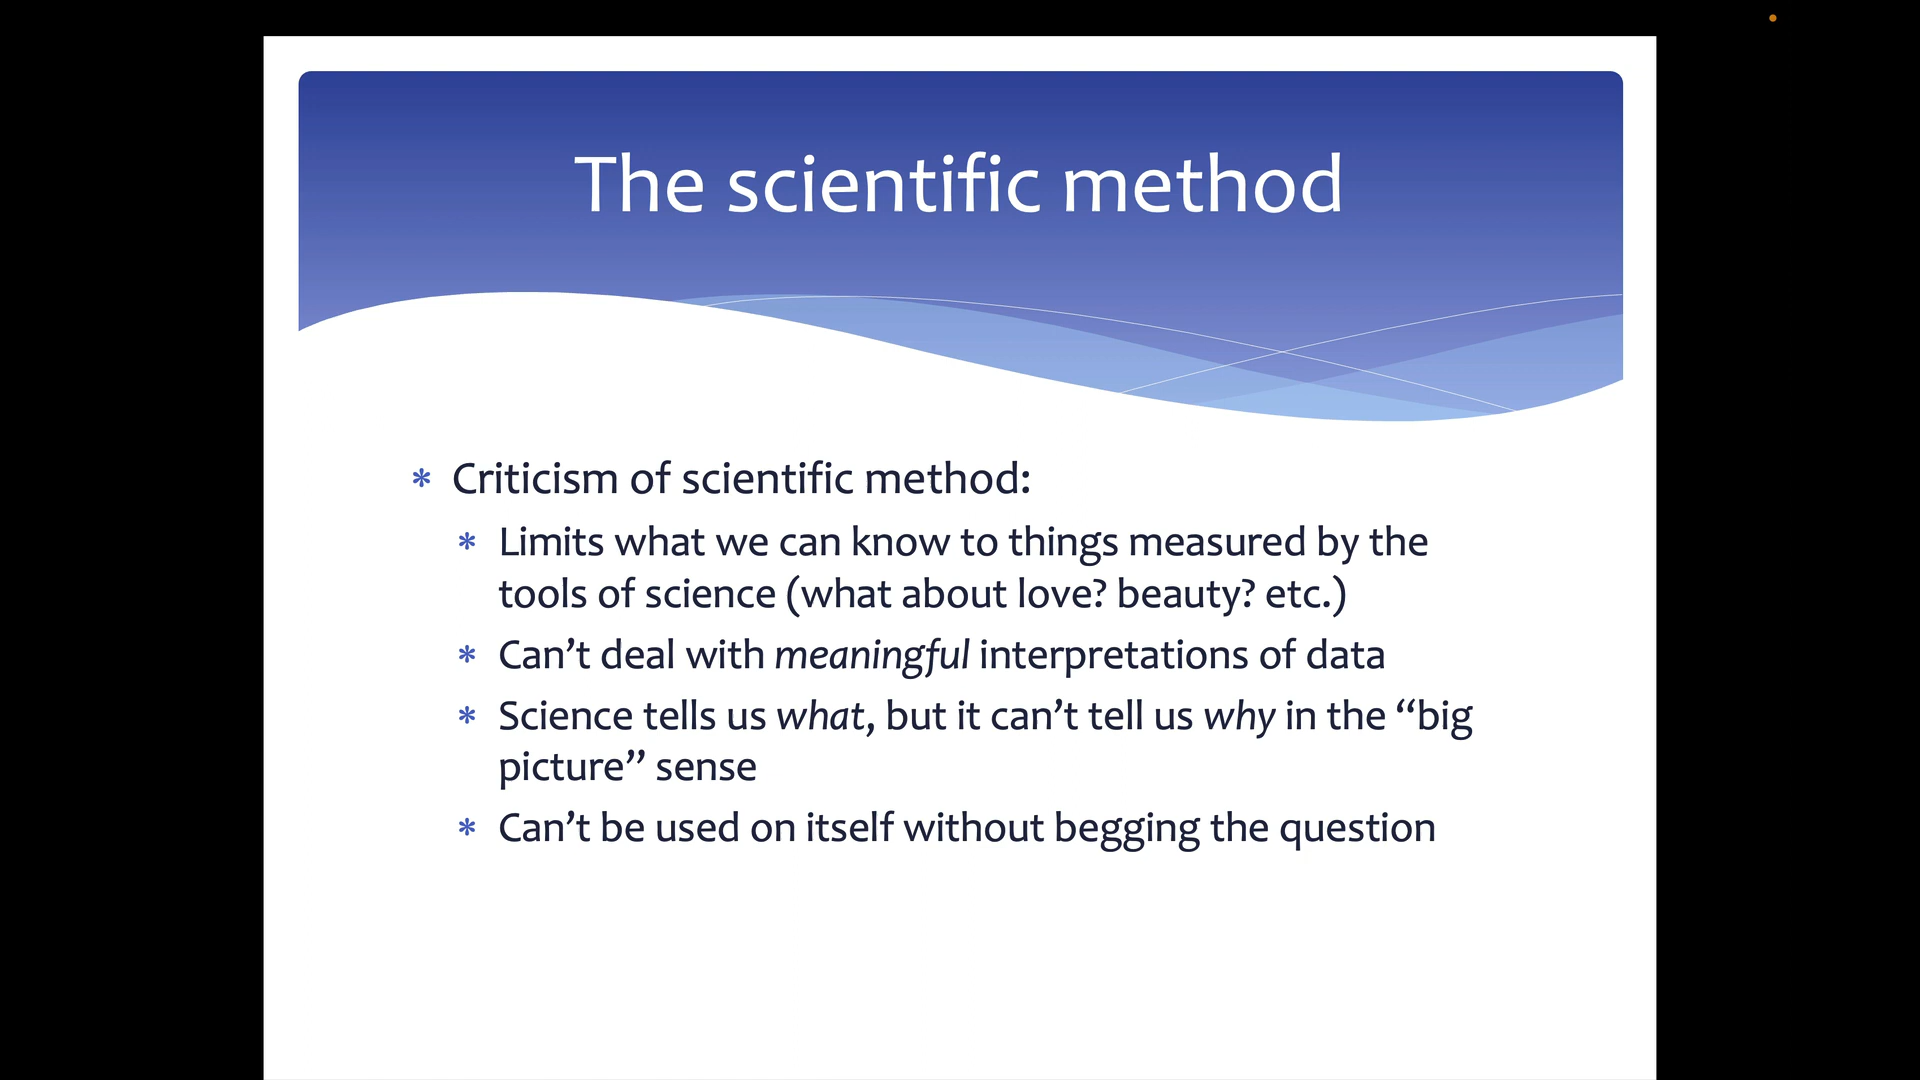 The scientific method
* Criticism of scientific method:
* Limits what we can know to things measured by the
tools of science (what about love? beauty? etc.)
* Can’t deal with meaningful interpretations of data
* Science tells us what, but it can’t tell us why in the “big
picture” sense
* Can’t be used on itself without begging the question